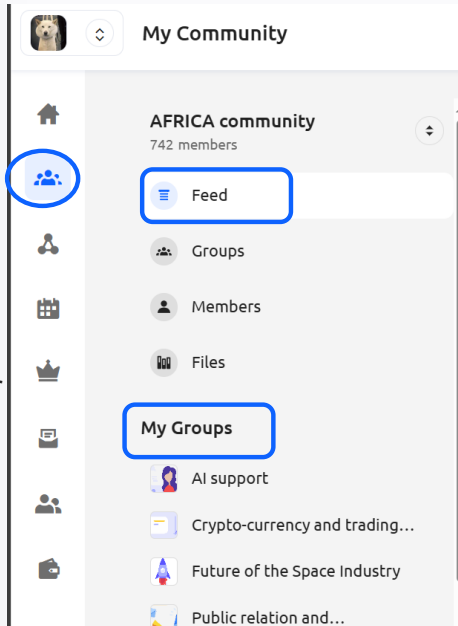 My Community
AFRICA community
742 members
Feed
Groups
Members
Files
My Groups
AI support
Crypto-currency and trading...
Future of the Space Industry
Public relation and...